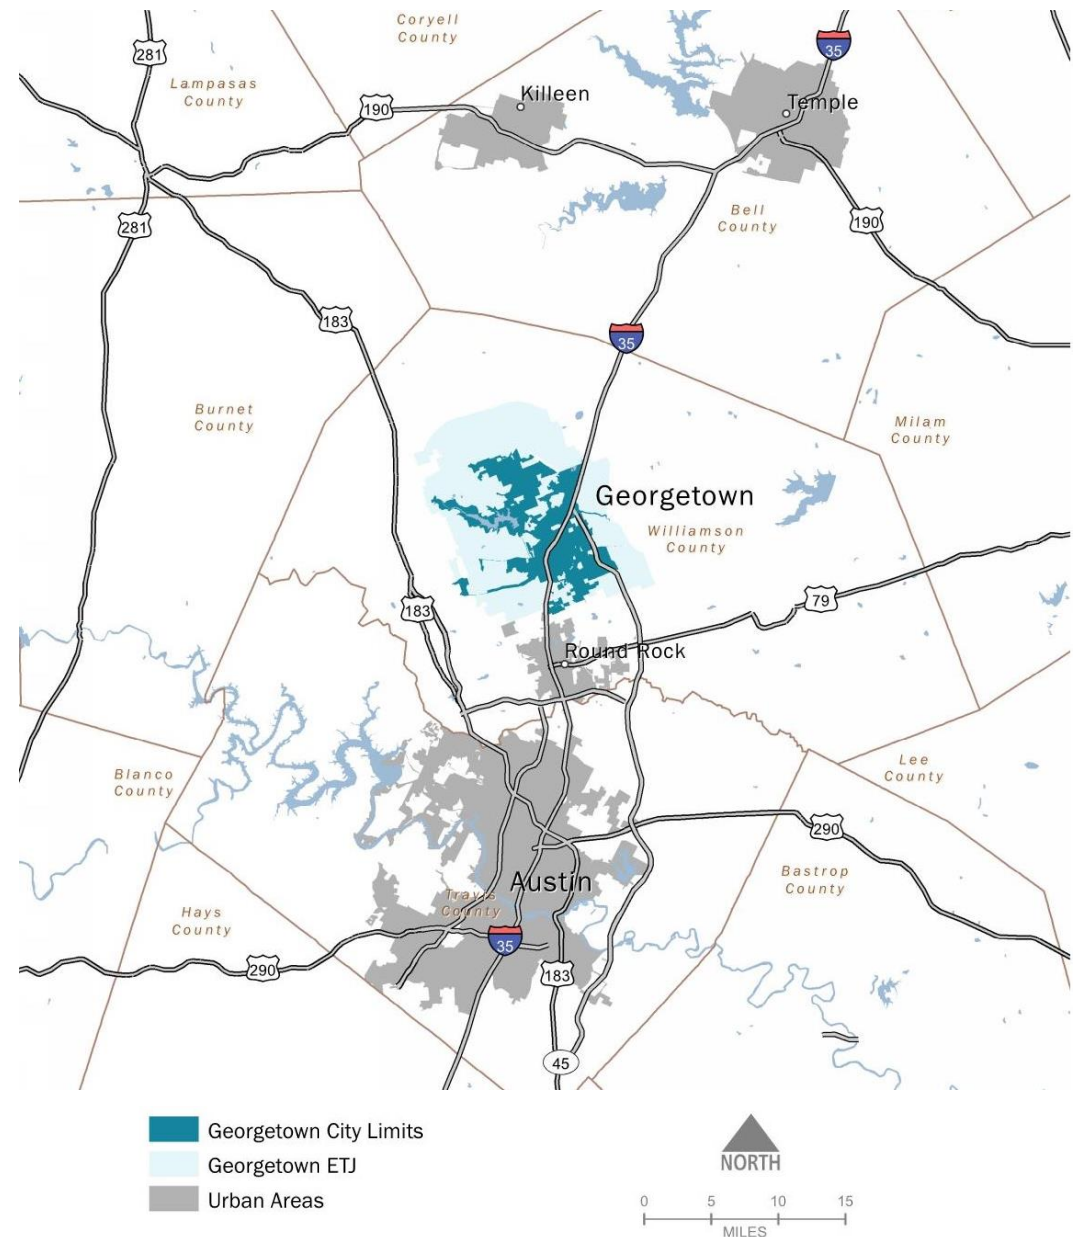 Coryell
County
281
35
Lampasas
County
Killeen
190
Temple
Bell
County
281
190
183
35
Burnet
County
Milam
County
Georgetown
Williamson
County
183
79
Round Rock
Blanco
County
Lee
County
290
Bastrop
County
Austin
Travis
County
Hays
County
35
290
183
45
Georgetown City Limits
Georgetown ETJ
Urban Areas
NORTH
0 5 10 15
MILES